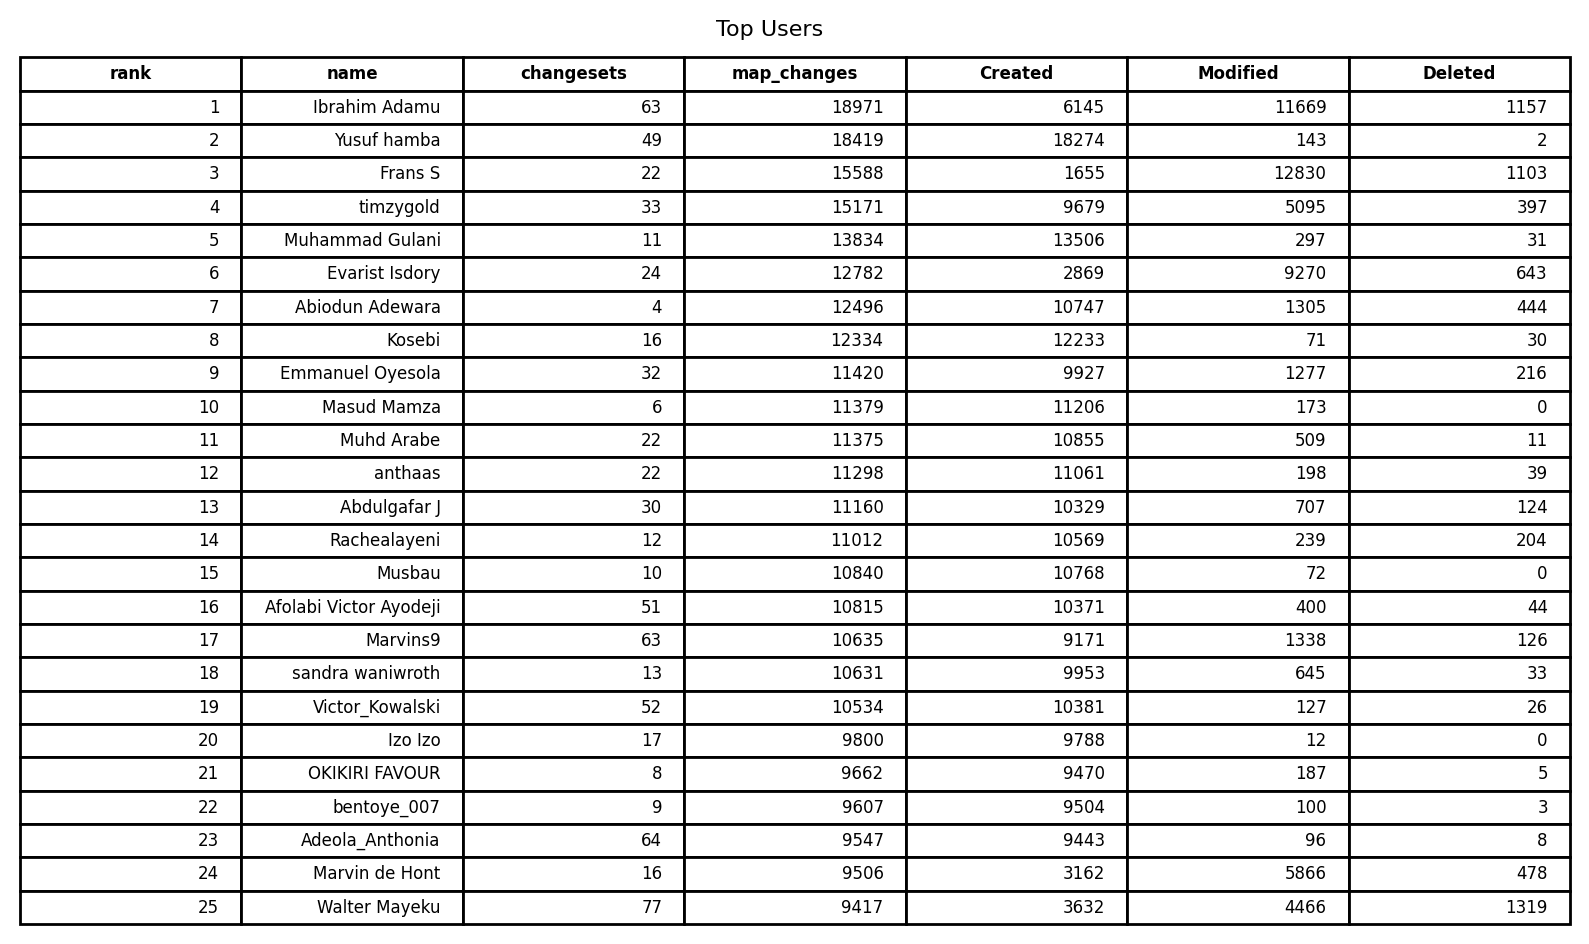 Top Users
rank name changesets map_changes Created Modified Deleted
1 Ibrahim Adamu 63 18971 6145 11669 1157
2 Yusuf hamba 49 18419 18274 143 2
3 Frans S 22 15588 1655 12830 1103
4 timzygold 33 15171 9679 5095 397
5 Muhammad Gulani 11 13834 13506 297 31
6 Evarist Isdory 24 12782 2869 9270 643
7 Abiodun Adewara 4 12496 10747 1305 444
8 Kosebi 16 12334 12233 71 30
9 Emmanuel Oyesola 32 11420 9927 1277 216
10 Masud Mamza 6 11379 11206 173 0
11 Muhd Arabe 22 11375 10855 509 11
12 anthaas 22 11298 11061 198 39
13 Abdulgafar J 30 11160 10329 707 124
14 Rachealayeni 12 11012 10569 239 204
15 Musbau 10 10840 10768 72 0
16 Afolabi Victor Ayodeji 51 10815 10371 400 44
17 Marvins9 63 10635 9171 1338 126
18 sandra waniwroth 13 10631 9953 645 33
19 Victor_Kowalski 52 10534 10381 127 26
20 Izo Izo 17 9800 9788 12 0
21 OKIKIRI FAVOUR 8 9662 9470 187 5
22 bentoye_007 9 9607 9504 100 3
23 Adeola_Anthonia 64 9547 9443 96 8
24 Marvin de Hont 16 9506 3162 5866 478
25 Walter Mayeku 77 9417 3632 4466 1319